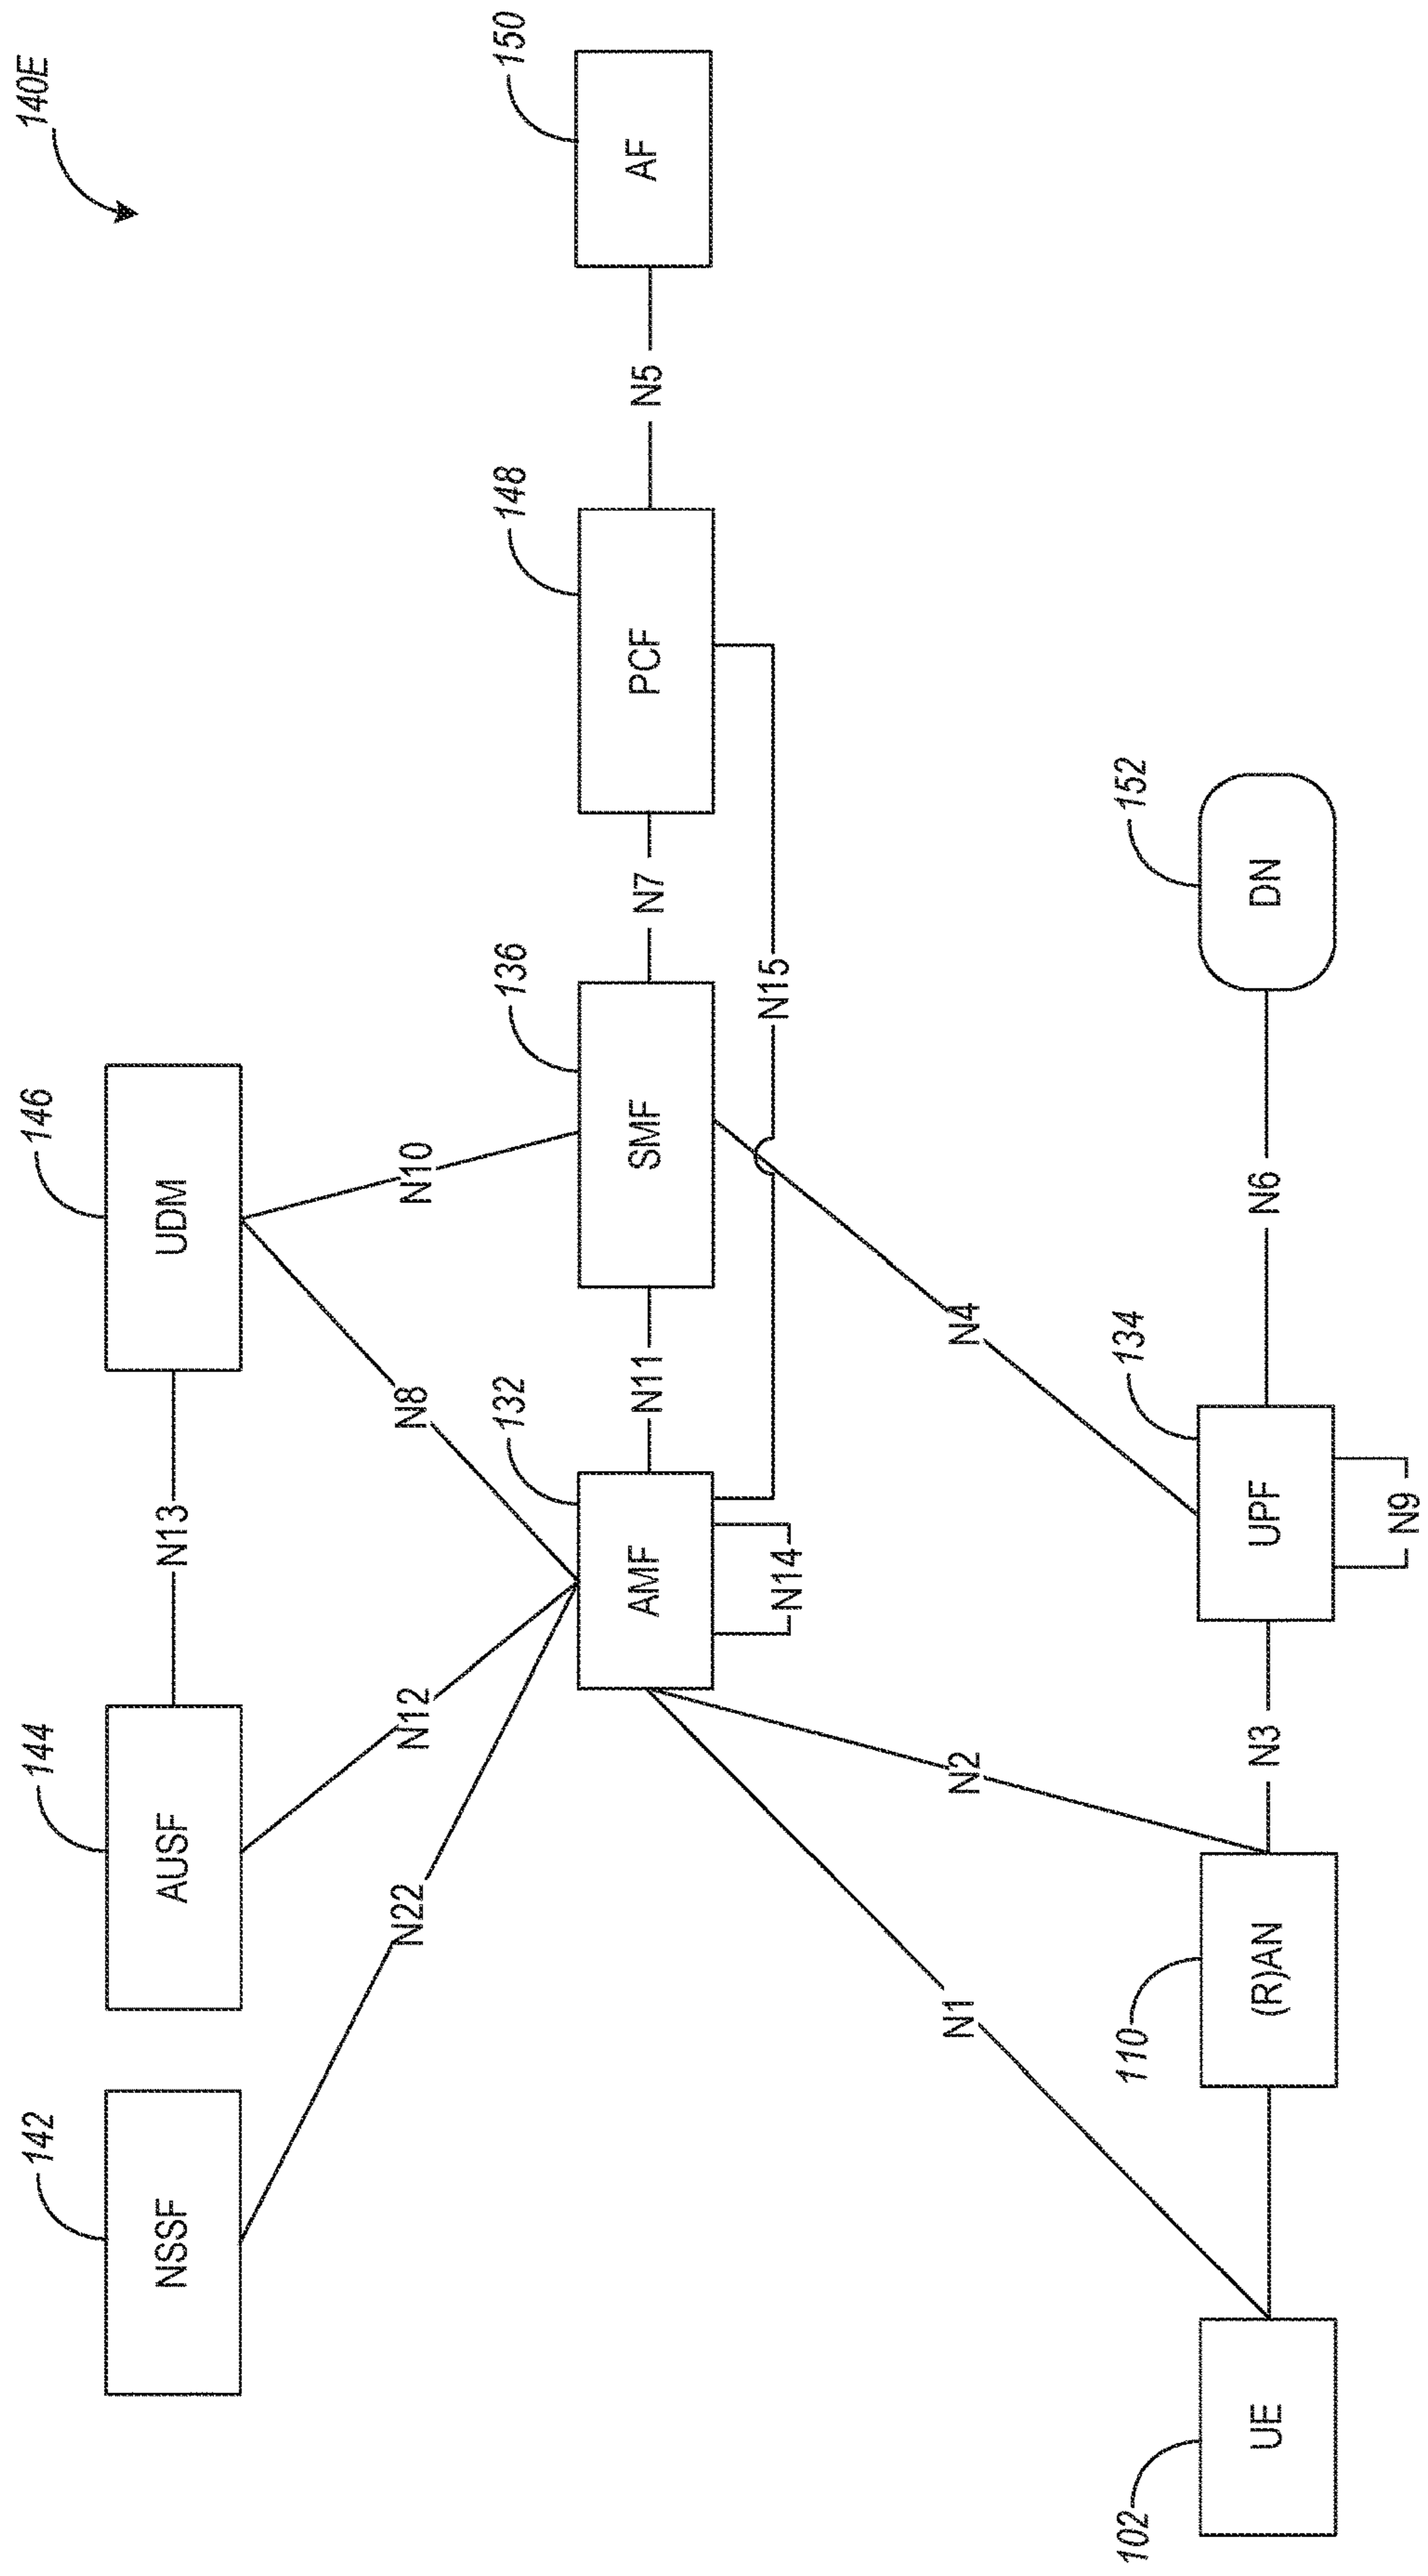 140E
142
NSSF
144
AUSF
N13
146
UDM
N22
N12
N8
N10
132
AMF
N14
N11
136
SMF
N7
148
PCF
N5
150
AF
N15
N1
N2
N4
102
UE
110
(R)AN
N3
134
UPF
N9
N6
152
DN